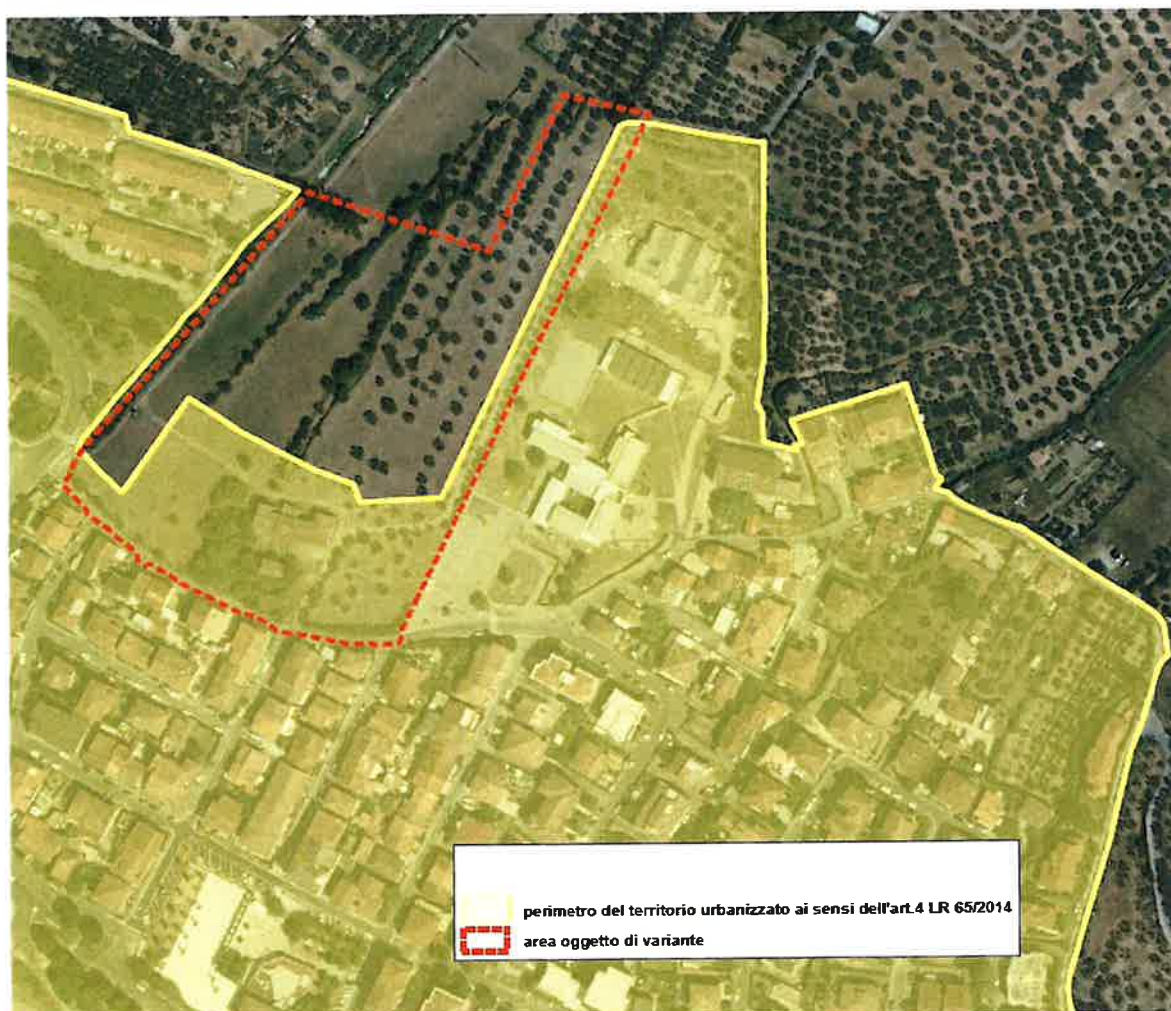 perimetro del territorio urbanizzato ai sensi dell'art.4 LR 65/2014
area oggetto di variante